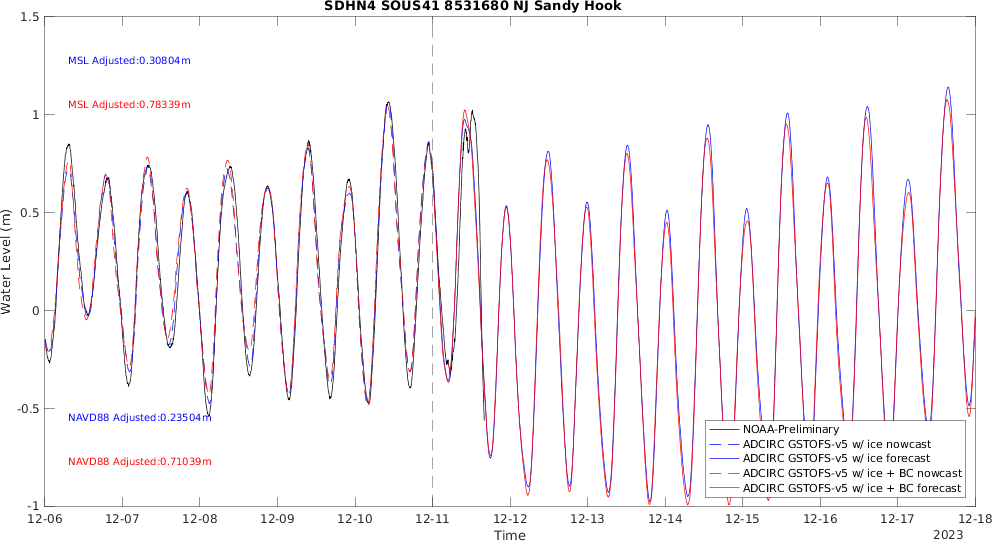 SDHN4 SOUS41 8531680 NJ Sandy Hook
1.5
1
0.5
0
-0.5
-1
Water Level (m)
MSL Adjusted:0.30804m
MSL Adjusted:0.78339m
NAVD88 Adjusted:0.23504m
NAVD88 Adjusted:0.71039m
NOAA-Preliminary
ADCIRC GSTOFS-v5 w/ ice nowcast
ADCIRC GSTOFS-v5 w/ ice forecast
ADCIRC GSTOFS-v5 w/ ice + BC nowcast
ADCIRC GSTOFS-v5 w/ ice + BC forecast
12-06 12-07 12-08 12-09 12-10 12-11 12-12 12-13 12-14 12-15 12-16 12-17 12-18
Time
2023